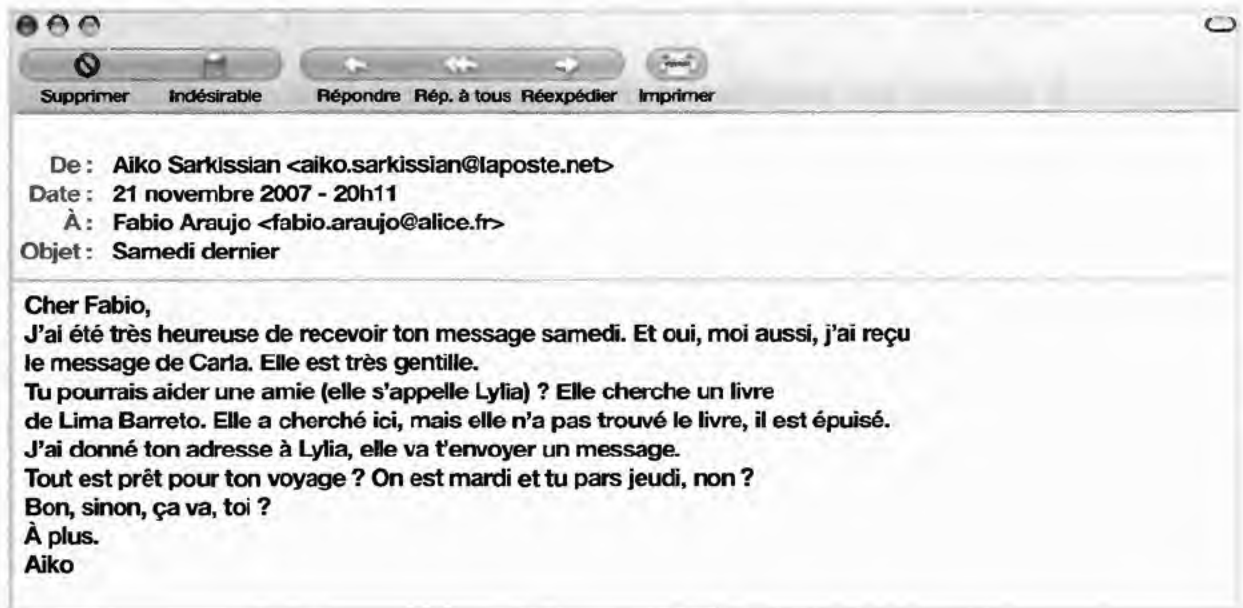 Supprimer Indésirable Répondre Rép. à tous Réexpédier Imprimer
De : Aiko Sarkissian <aiko.sarkissian@laposte.net>
Date : 21 novembre 2007 - 20h11
À : Fabio Araujo <fabio.araujo@alice.fr>
Objet : Samedi dernier
Cher Fabio,
J'ai été très heureuse de recevoir ton message samedi. Et oui, moi aussi, j'ai reçu
le message de Carla. Elle est très gentille.
Tu pourrais aider une amie (elle s'appelle Lylia) ? Elle cherche un livre
de Lima Barreto. Elle a cherché ici, mais elle n'a pas trouvé le livre, il est épuisé.
J'ai donné ton adresse à Lylia, elle va t'envoyer un message.
Tout est prêt pour ton voyage ? On est mardi et tu pars jeudi, non ?
Bon, sinon, ça va, toi ?
À plus.
Aiko